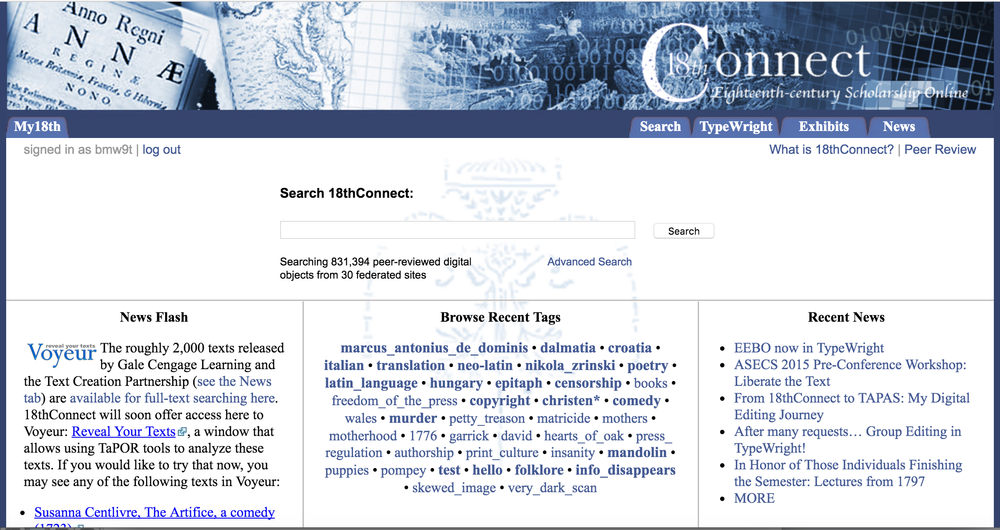 Anno Regni
A N N Æ
R E G I N Æ
Magna Britannia, Francia, & Hibernia
N O N O.
010100101010
18th Connect
Eighteenth-century Scholarship Online
My18th
Search
TypeWright
Exhibits
News
signed in as bmw9t | log out
What is 18thConnect? | Peer Review
Search 18thConnect:
Search
Searching 831,394 peer-reviewed digital
objects from 30 federated sites
Advanced Search
News Flash
reveal your texts
Voyeur
The roughly 2,000 texts released
by Gale Cengage Learning and
the Text Creation Partnership (see the News
tab) are available for full-text searching here.
18thConnect will soon offer access here to
Voyeur: Reveal Your Texts, a window that
allows using TaPOR tools to analyze these
texts. If you would like to try that now, you
may see any of the following texts in Voyeur:
• Susanna Centlivre, The Artifice, a comedy
(1723)
Browse Recent Tags
marcus_antonius_de_dominis • dalmatia • croatia •
italian • translation • neo-latin • nikola_zrinski • poetry •
latin_language • hungary • epitaph • censorship • books •
freedom_of_the_press • copyright • christen* • comedy •
wales • murder • petty_treason • matricide • mothers •
motherhood • 1776 • garrick • david • hearts_of_oak • press_
regulation • authorship • print_culture • insanity • mandolin •
puppies • pompey • test • hello • folklore • info_disappears
• skewed_image • very_dark_scan
Recent News
• EEBO now in TypeWright
• ASECS 2015 Pre-Conference Workshop:
Liberate the Text
• From 18thConnect to TAPAS: My Digital
Editing Journey
• After many requests… Group Editing in
TypeWright!
• In Honor of Those Individuals Finishing
the Semester: Lectures from 1797
• MORE